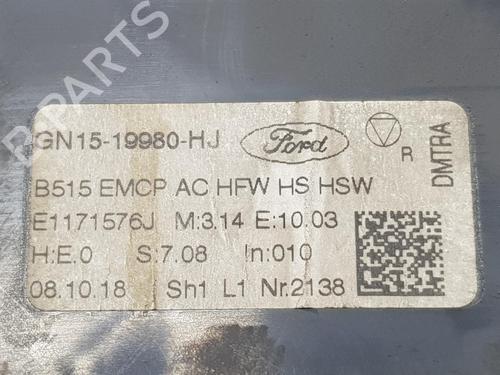 B-PARTS
GN15-19980-HJ
Ford
R
DMTRA
B515 EMCP AC HFW HS HSW
E1171576J M:3.14 E:10.03
H:E.0 S:7.08 In:010
08.10.18 Sh1 L1 Nr.2138